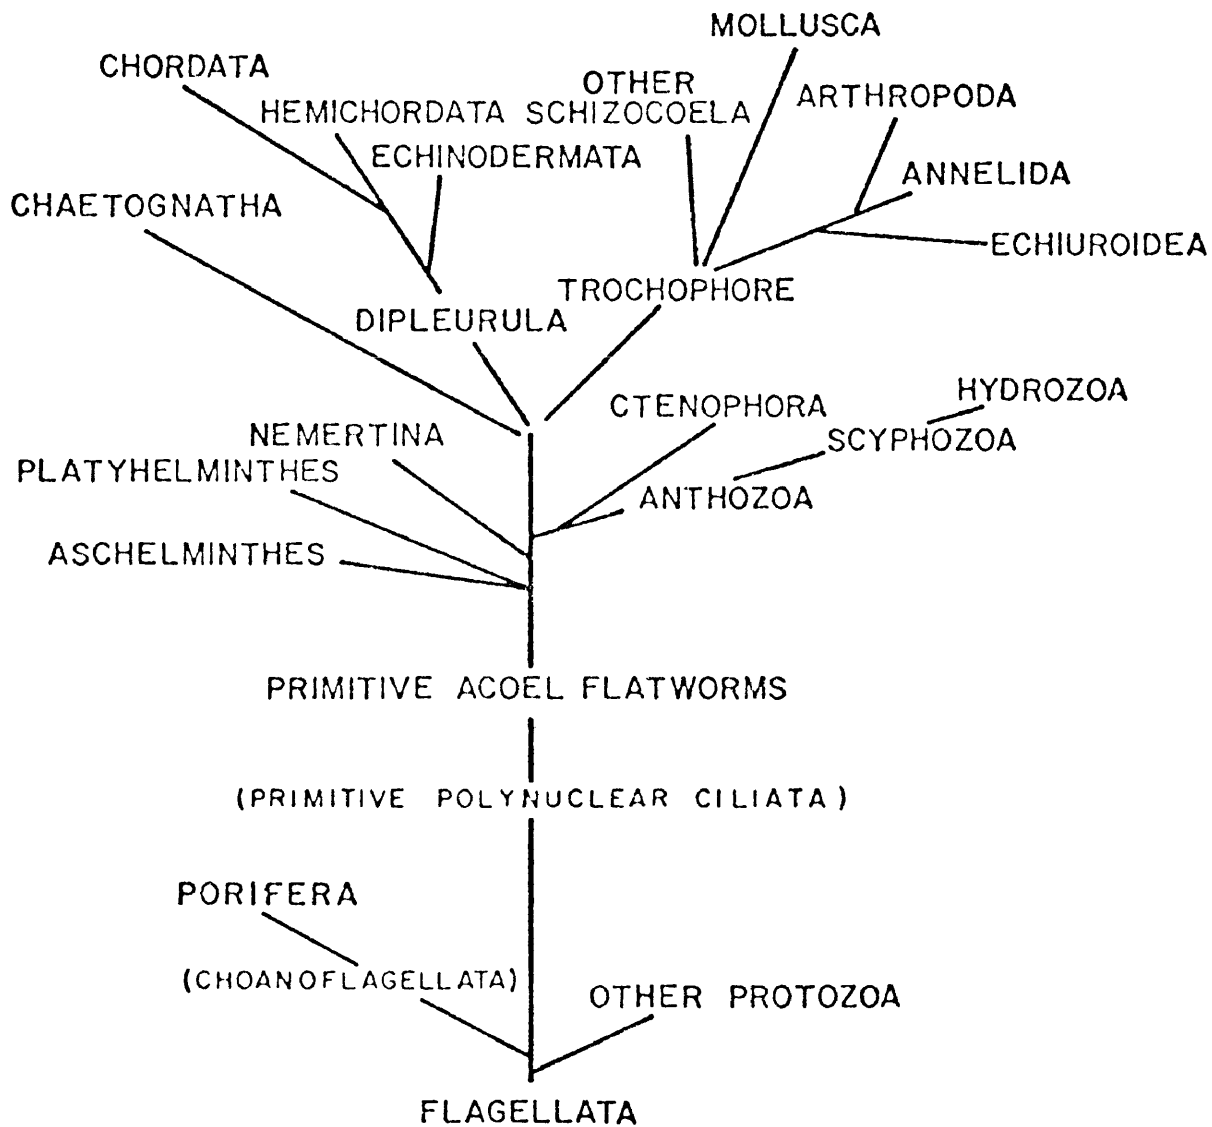 MOLLUSCA
CHORDATA
OTHER
SCHIZOCOELA
ARTHROPODA
HEMICHORDATA
ECHINODERMATA
ANNELIDA
CHAETOGNATHA
ECHIUROIDEA
TROCHOPHORE
DIPLEURULA
HYDROZOA
CTENOPHORA
NEMERTINA
SCYPHOZOA
PLATYHELMINTHES
ANTHOZOA
ASCHELMINTHES
PRIMITIVE ACOEL FLATWORMS
(PRIMITIVE POLYNUCLEAR CILIATA)
PORIFERA
(CHOANOFLAGELLATA)
OTHER PROTOZOA
FLAGELLATA